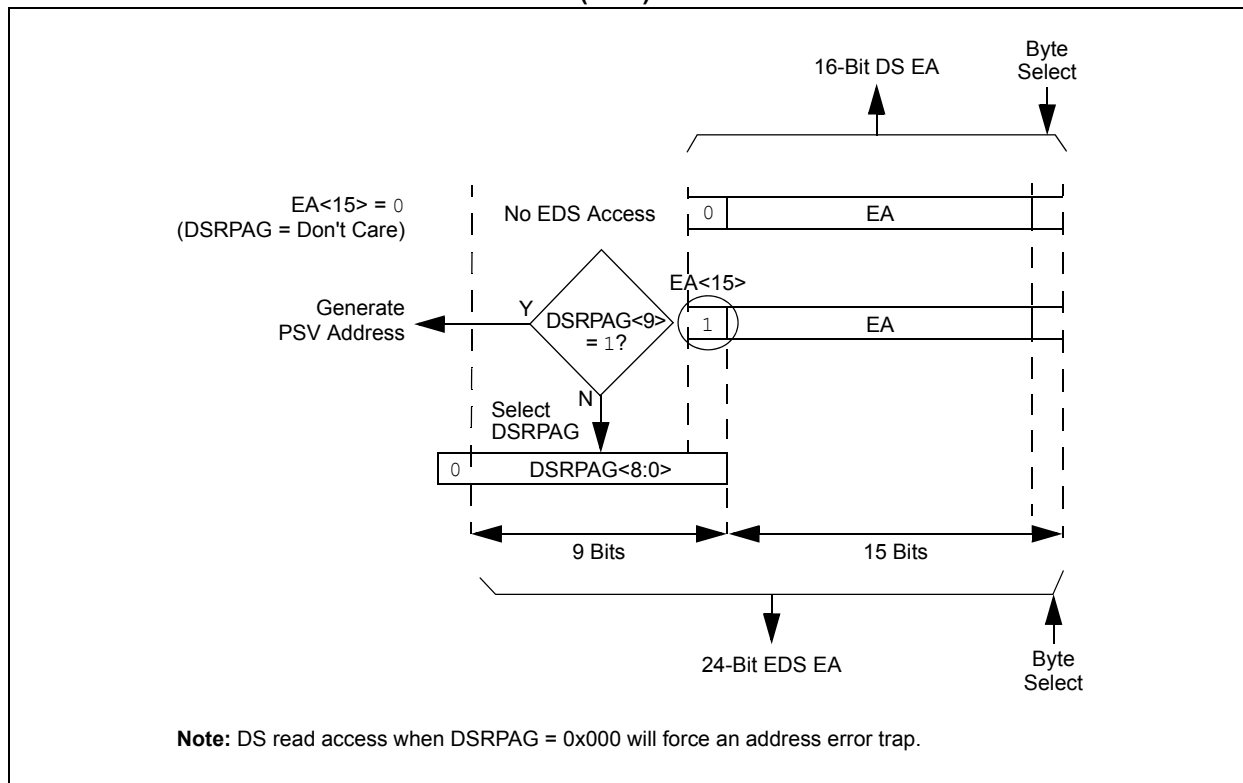 16-Bit DS EA
Byte
Select
EA<15> = 0
(DSRPAG = Don't Care)
No EDS Access
0
EA
EA<15>
Generate
PSV Address
Y
DSRPAG<9>
= 1?
1
EA
N
Select
DSRPAG
0
DSRPAG<8:0>
9 Bits
15 Bits
24-Bit EDS EA
Byte
Select
Note: DS read access when DSRPAG = 0x000 will force an address error trap.